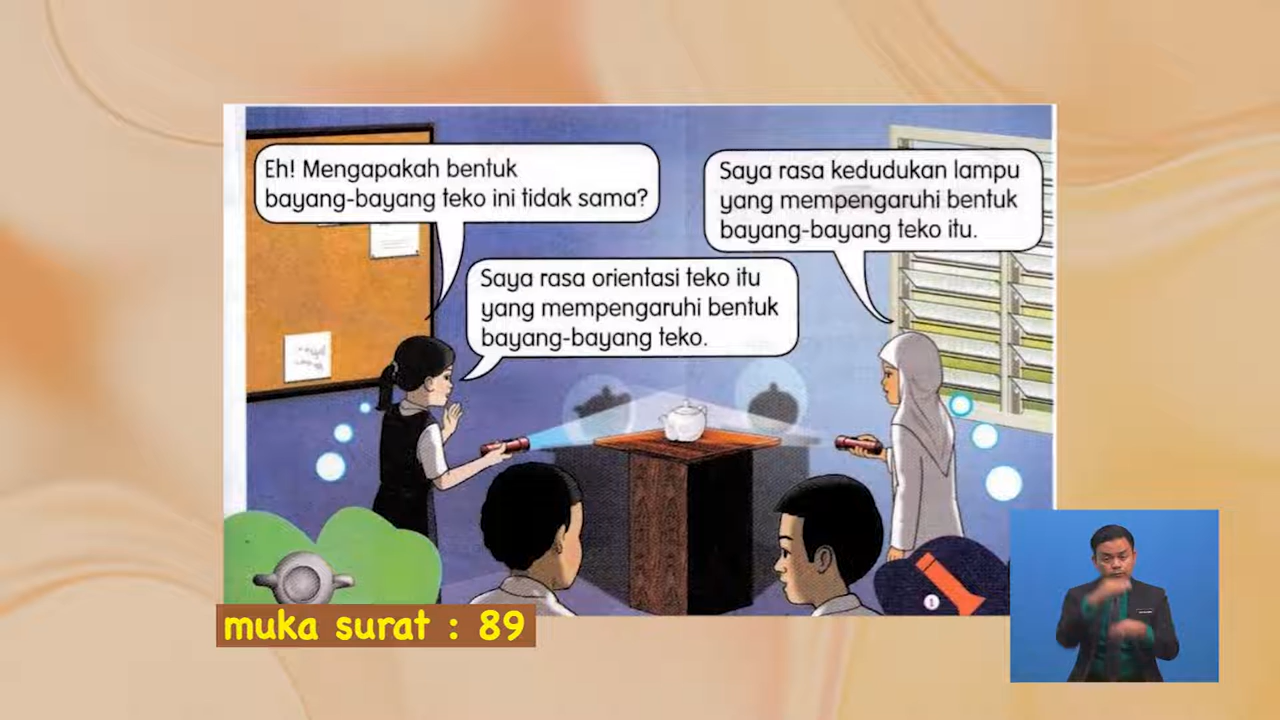 Eh! Mengapakah bentuk
bayang-bayang teko ini tidak sama?
Saya rasa kedudukan lampu
yang mempengaruhi bentuk
bayang-bayang teko itu.
Saya rasa orientasi teko itu
yang mempengaruhi bentuk
bayang-bayang teko.
1
muka surat : 89